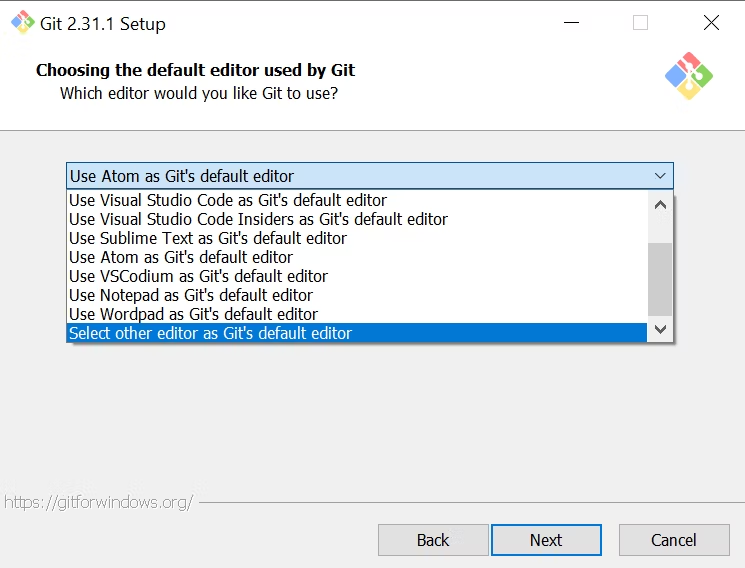 Git 2.31.1 Setup
Choosing the default editor used by Git
Which editor would you like Git to use?
Use Atom as Git's default editor
Use Visual Studio Code as Git's default editor
Use Visual Studio Code Insiders as Git's default editor
Use Sublime Text as Git's default editor
Use Atom as Git's default editor
Use VSCodium as Git's default editor
Use Notepad as Git's default editor
Use Wordpad as Git's default editor
Select other editor as Git's default editor
https://gitforwindows.org/
Back Next Cancel